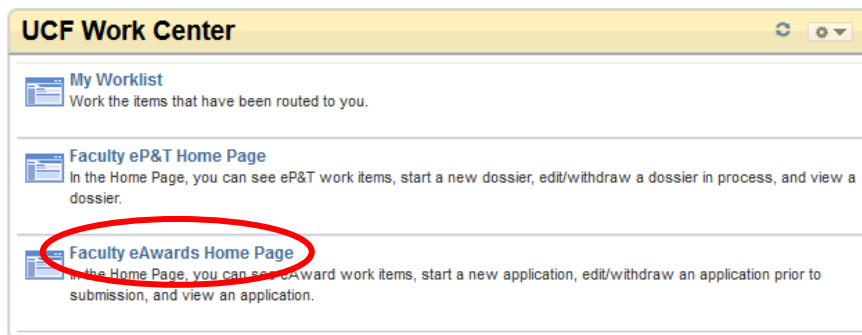 UCF Work Center
My Worklist
Work the items that have been routed to you.
Faculty eP&T Home Page
In the Home Page, you can see eP&T work items, start a new dossier, edit/withdraw a dossier in process, and view a
dossier.
Faculty eAwards Home Page
In the Home Page, you can see eAward work items, start a new application, edit/withdraw an application prior to
submission, and view an application.